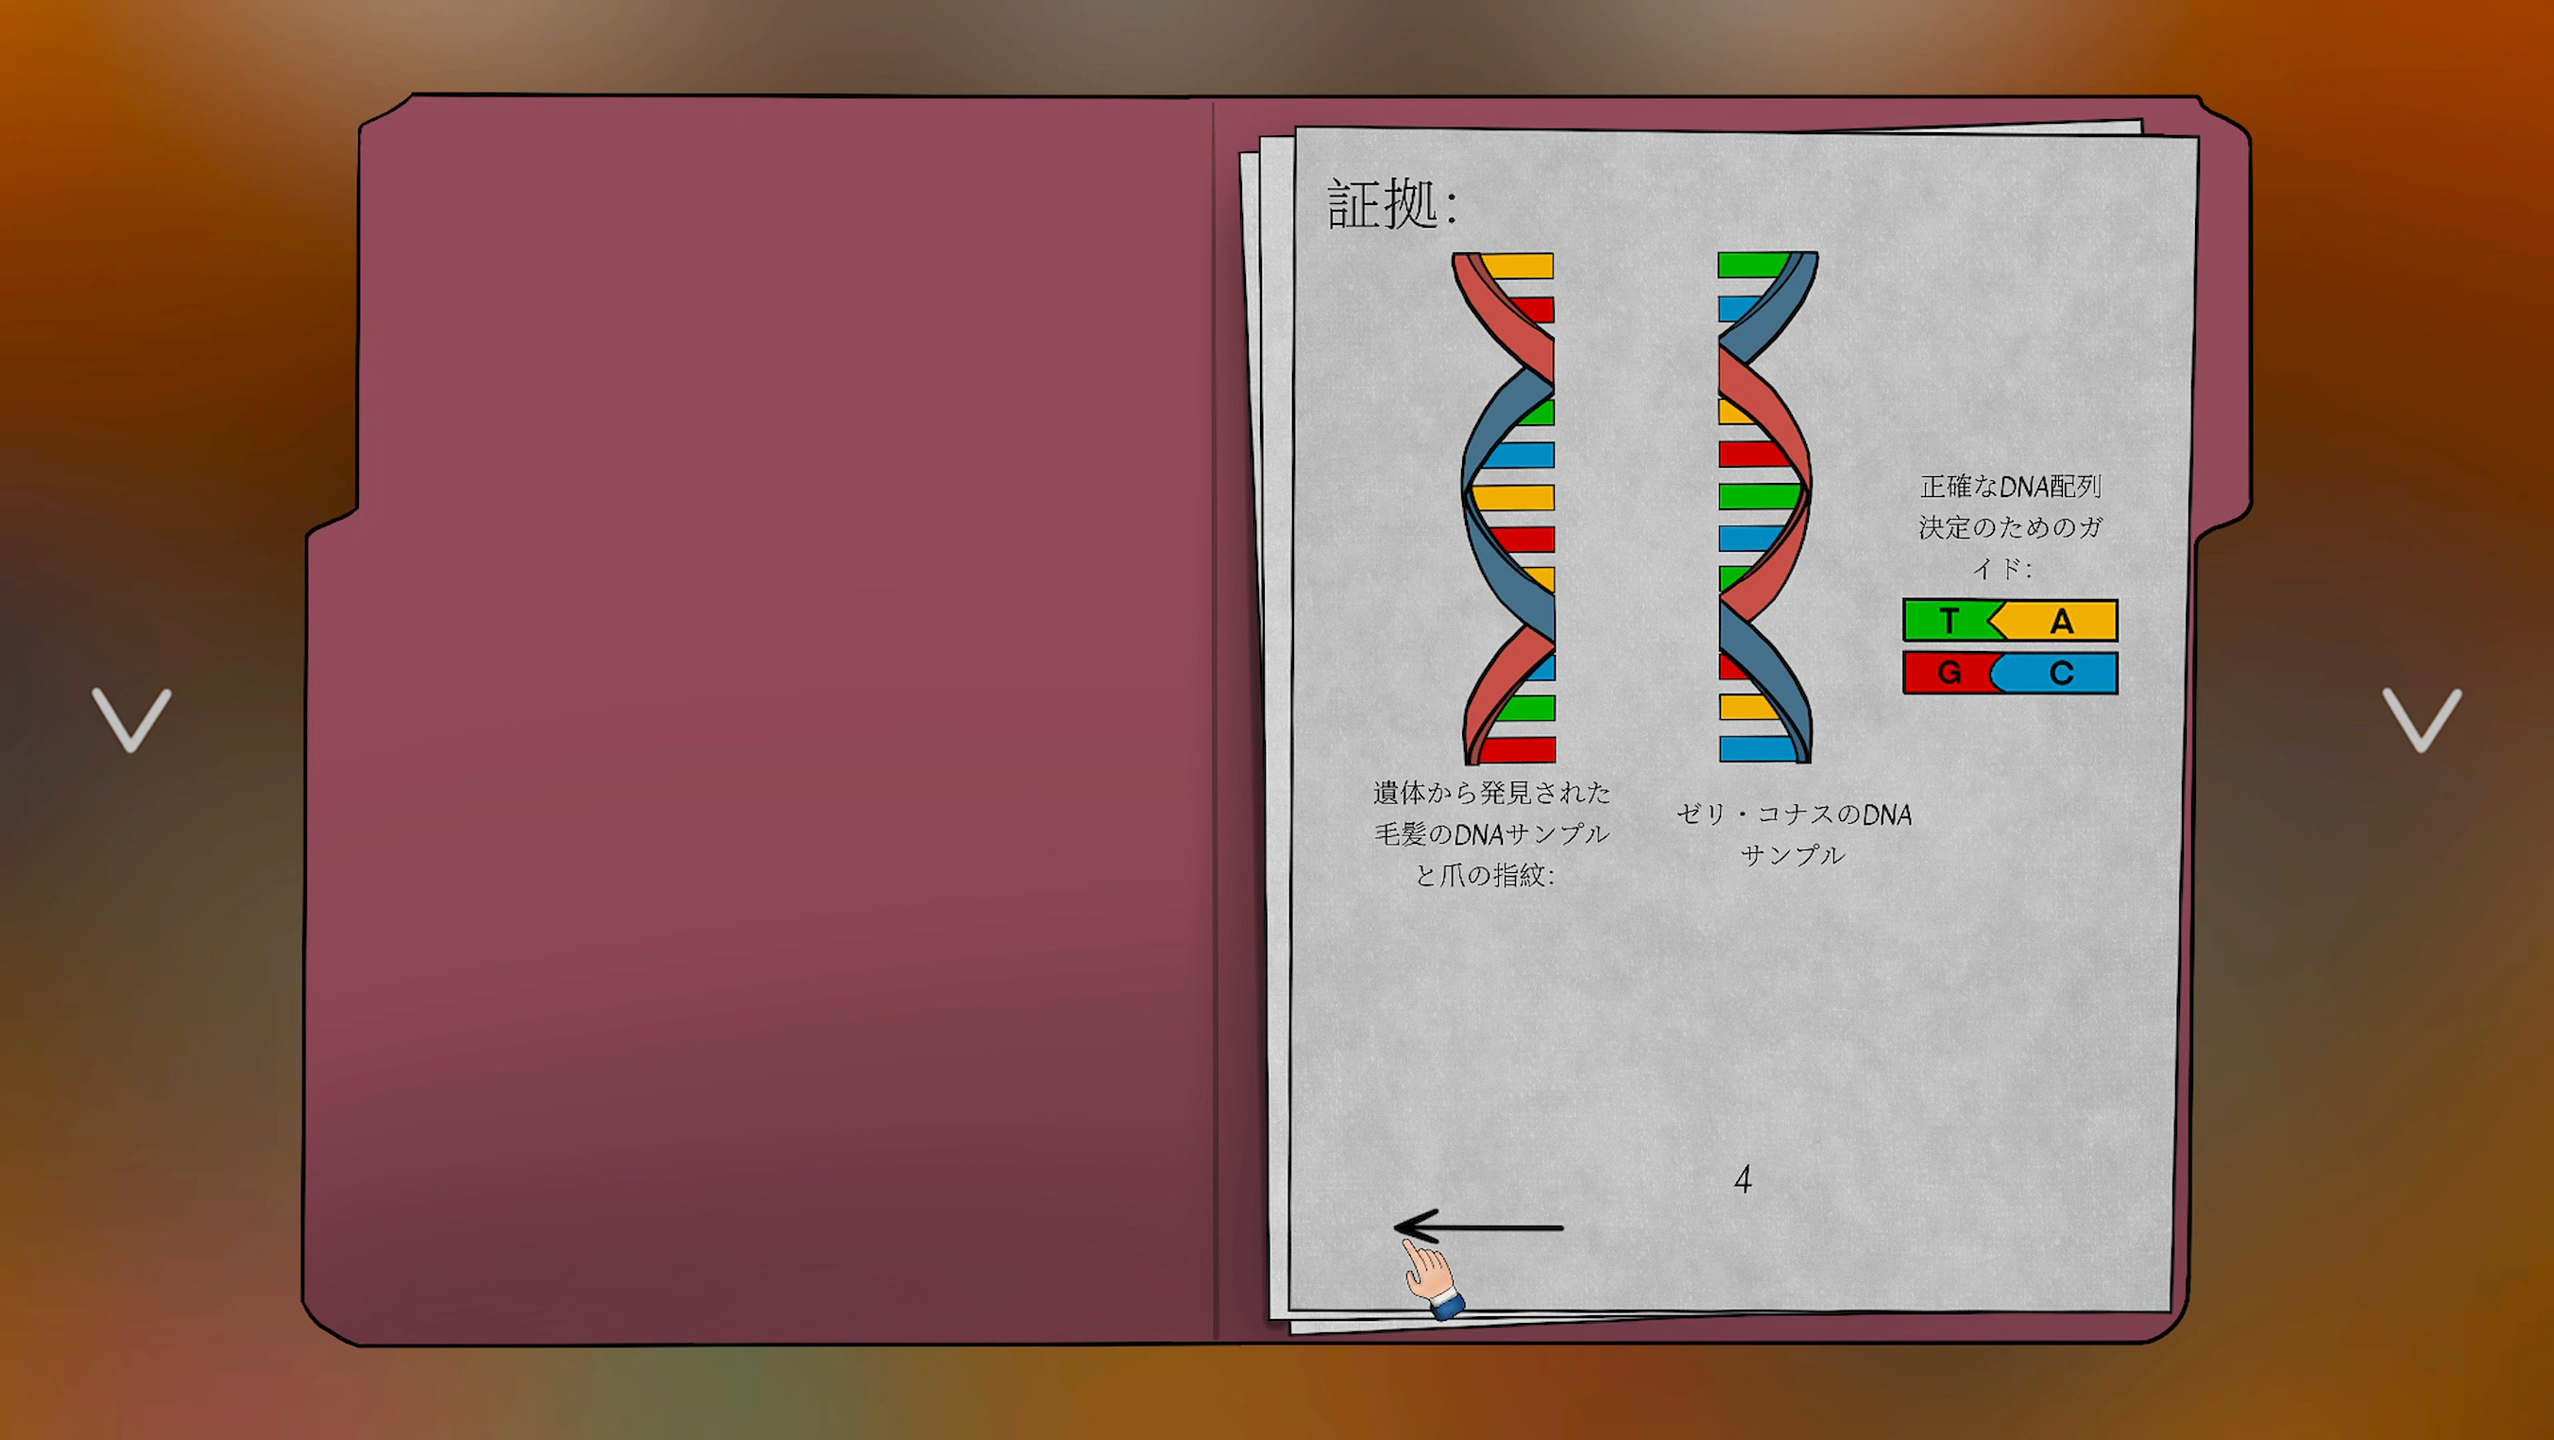 証拠:
正確なDNA配列
決定のためのガ
イド:
T A
G C
遺体から発見された
毛髪のDNAサンプル
と爪の指紋:
ゼリ・コナスのDNA
サンプル
4